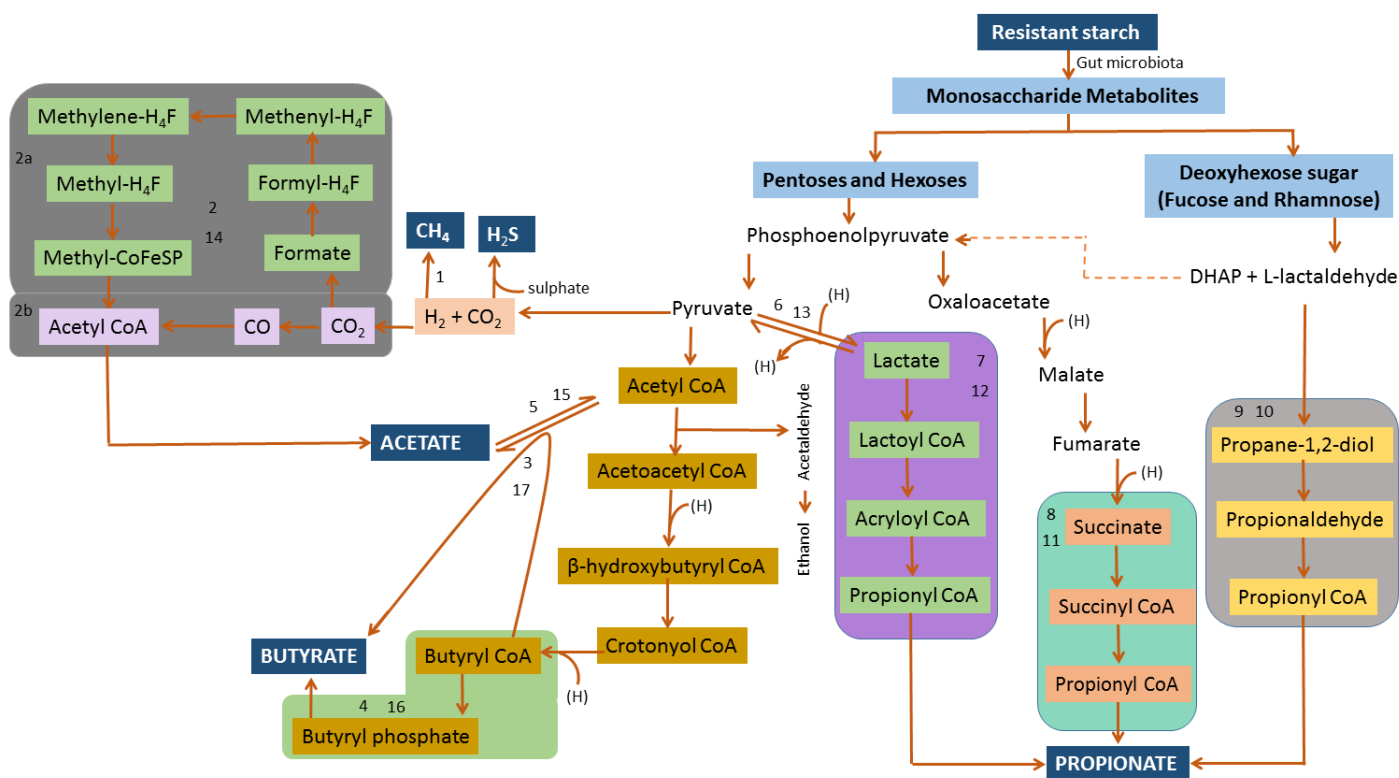 Resistant starch
Gut microbiota
Monosaccharide Metabolites
Pentoses and Hexoses
Deoxyhexose sugar
(Fucose and Rhamnose)
Phosphoenolpyruvate
DHAP + L-lactaldehyde
Oxaloacetate
(H)
Malate
Fumarate
(H)
8
11
Succinate
Succinyl CoA
Propionyl CoA
9 10
Propane-1,2-diol
Propionaldehyde
Propionyl CoA
PROPIONATE
Pyruvate
6
13
(H)
(H)
Lactate
7
12
Lactoyl CoA
Acryloyl CoA
Propionyl CoA
Methylene-H4F
Methenyl-H4F
2a
Methyl-H4F
Formyl-H4F
2
14
Methyl-CoFeSP
Formate
2b
Acetyl CoA
CO
CO2
H2 + CO2
CH4
H2S
1
sulphate
ACETATE
5
15
3
17
Acetyl CoA
Acetaldehyde
Ethanol
Acetoacetyl CoA
(H)
β-hydroxybutyryl CoA
Crotonyol CoA
(H)
Butyryl CoA
BUTYRATE
4 16
Butyryl phosphate